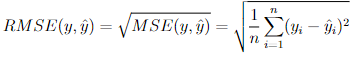 RMSE(y, ŷ) = √MSE(y, ŷ) = √(1/n ∑_{i=1}^{n} (y_i − ŷ_i)²)